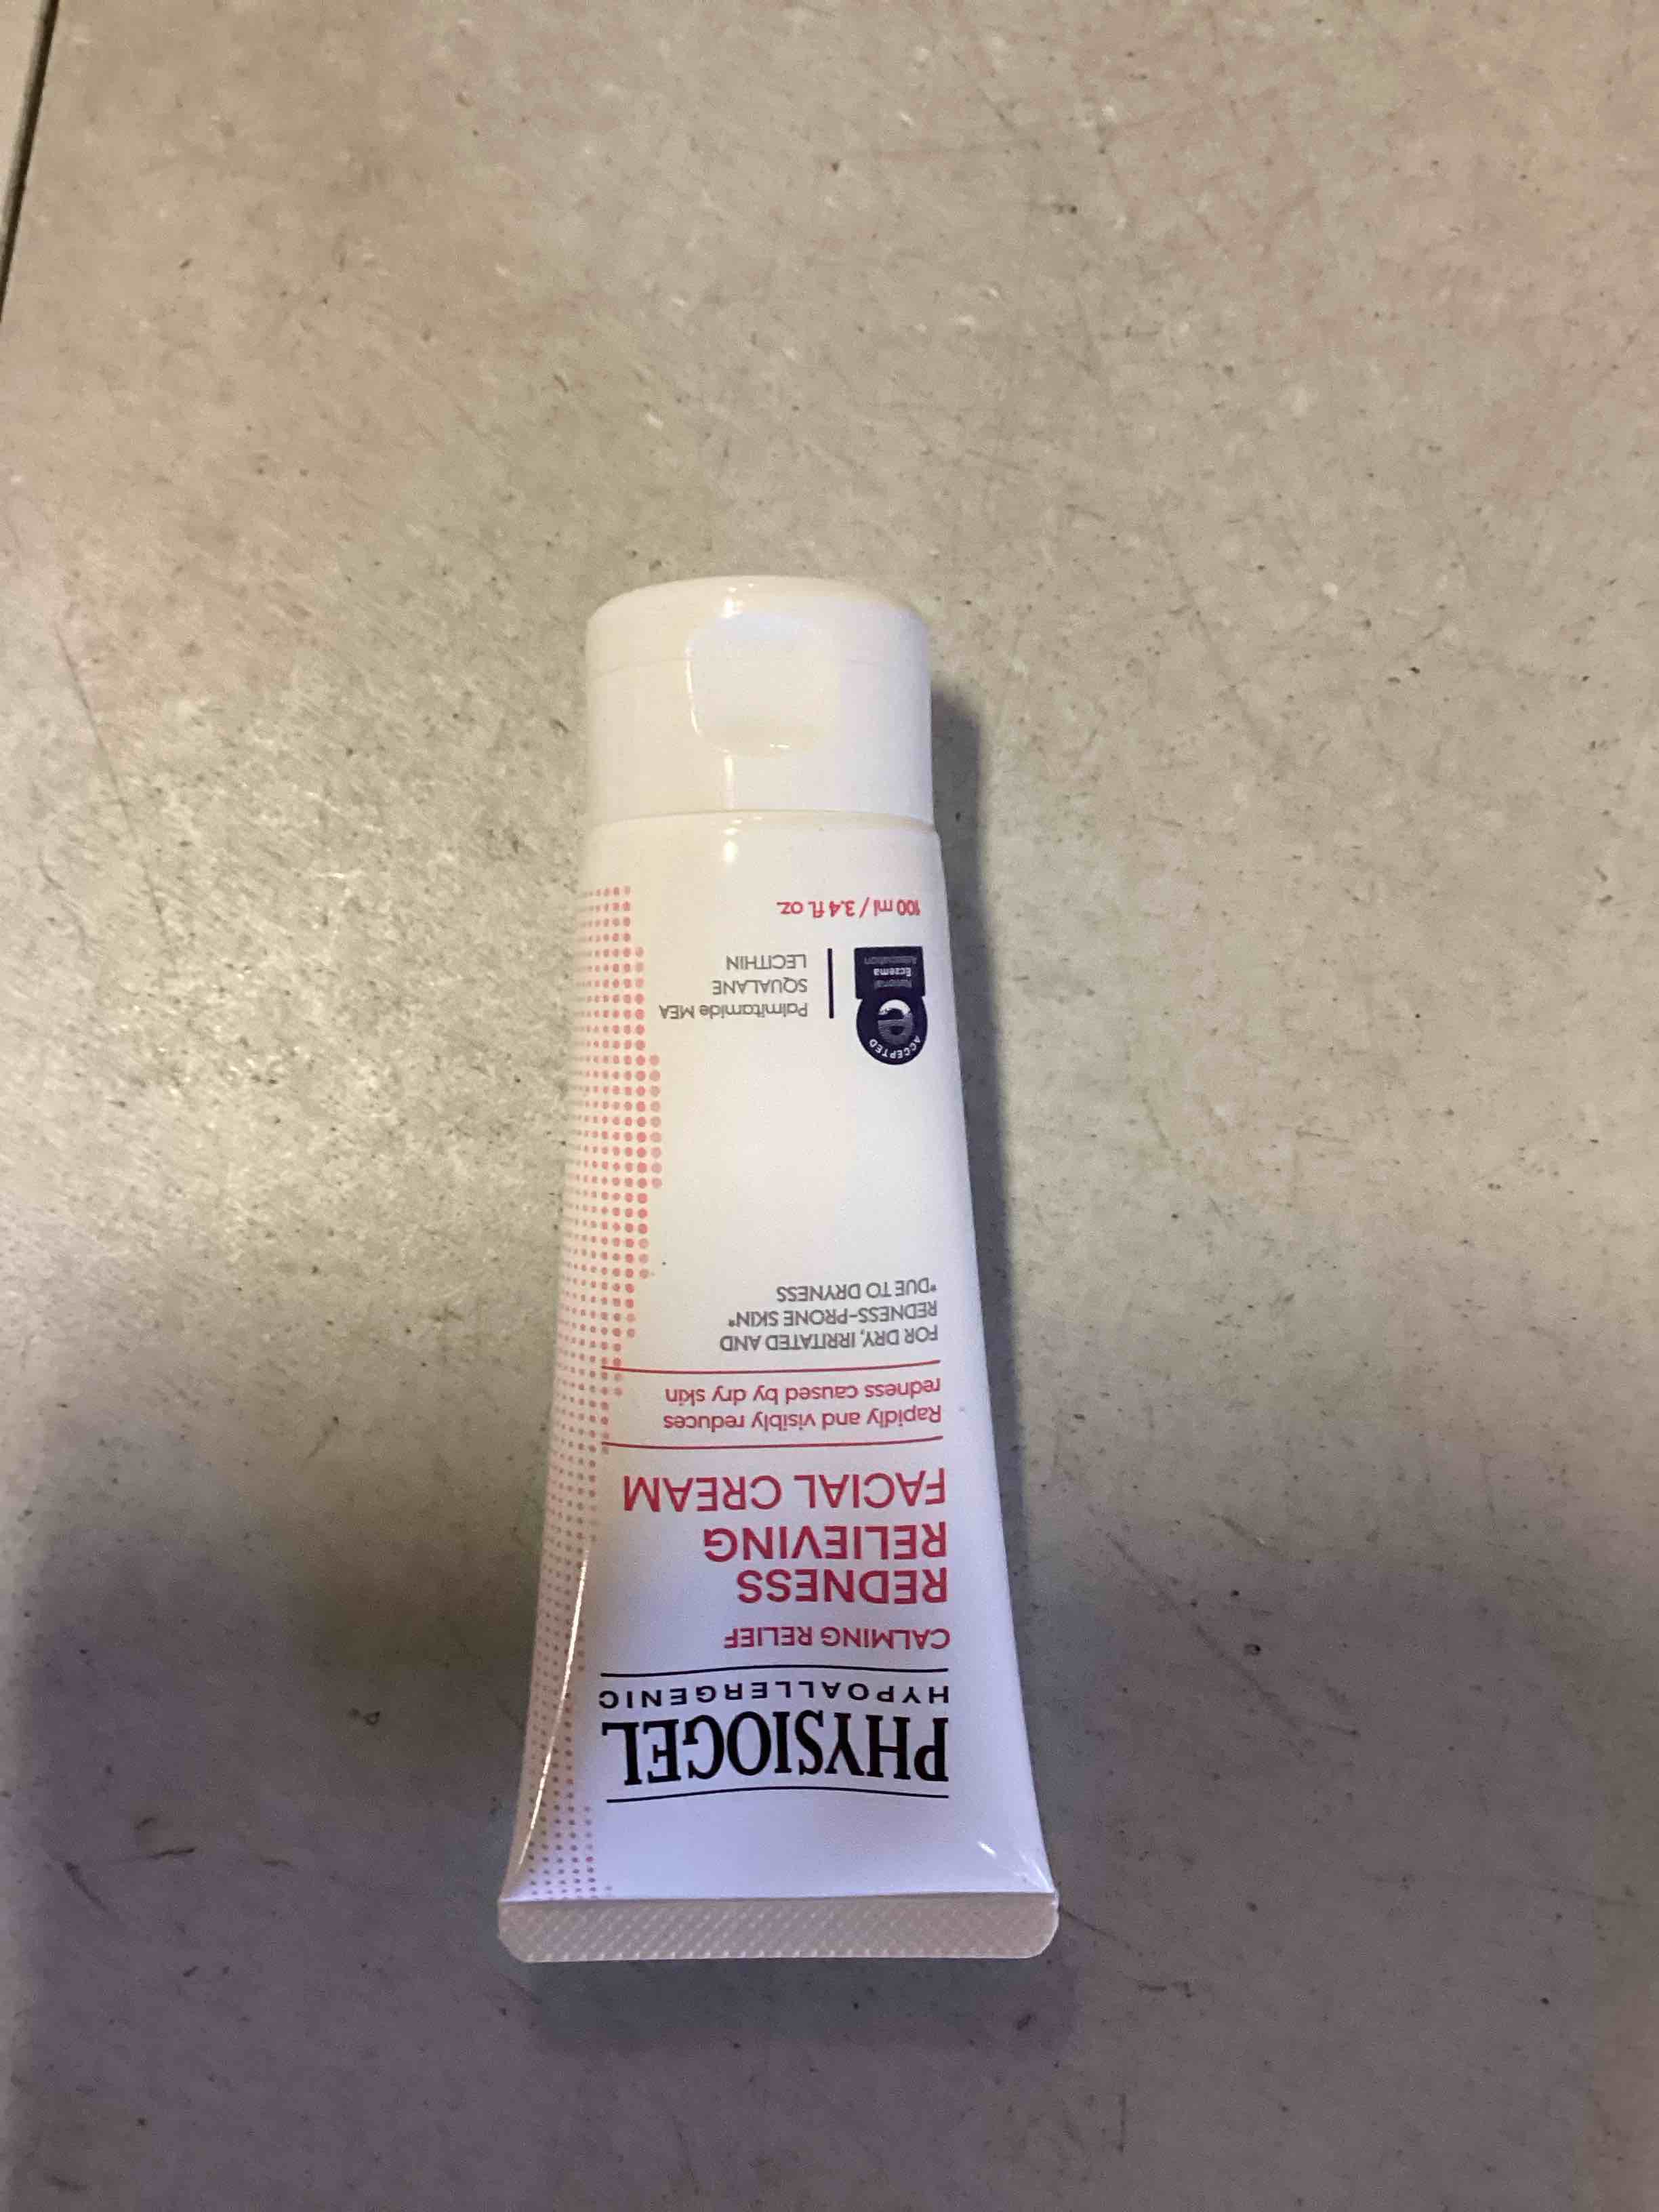 PHYSIOGEL
HYPOALLERGENIC
CALMING RELIEF
REDNESS
RELIEVING
FACIAL CREAM
Rapidly and visibly reduces
redness caused by dry skin
FOR DRY, IRRITATED AND
REDNESS-PRONE SKIN*
*DUE TO DRYNESS
ACCEPTED
e
National
Eczema
Association
Palmitamide MEA
SQUALANE
LECITHIN
100 ml / 3.4 fl. oz.